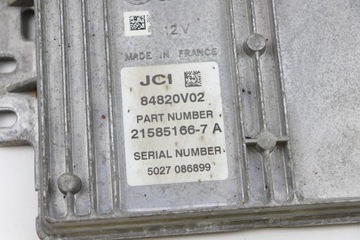 12V
MADE IN FRANCE
JCI
84820V02
PART NUMBER
21585166-7 A
SERIAL NUMBER
5027 086899